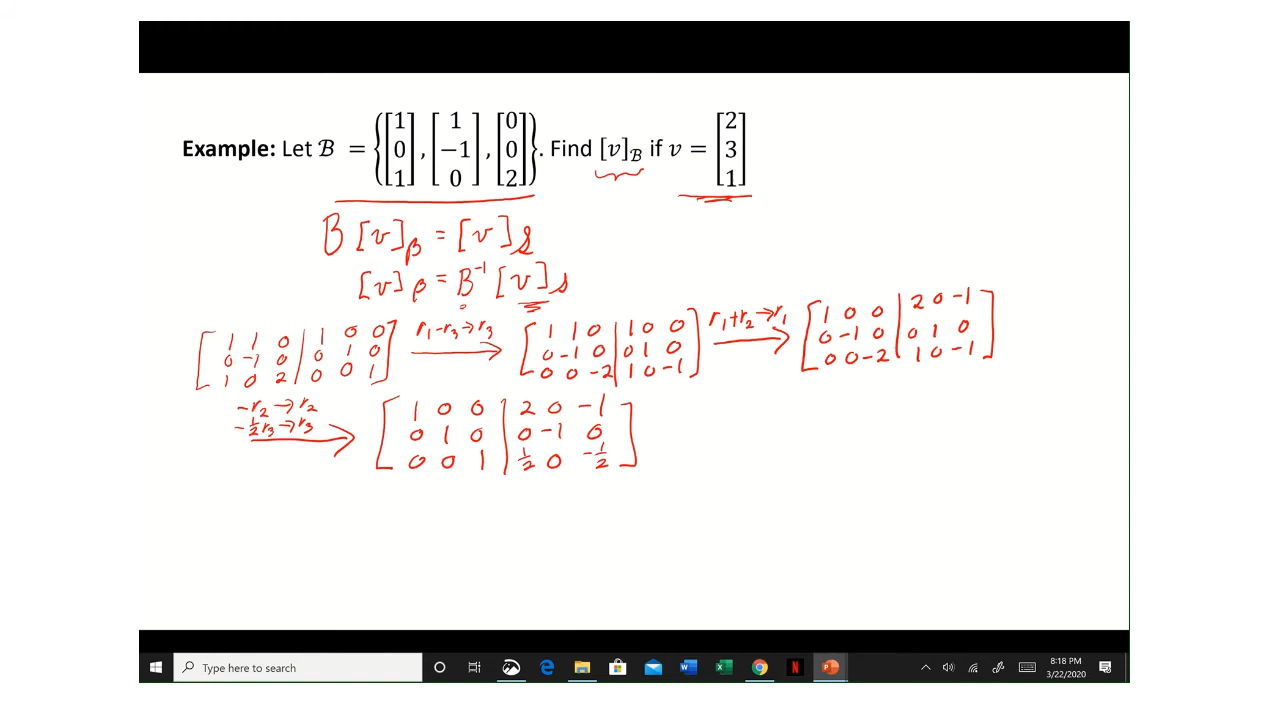 Example: Let ℬ = {[1 0 1], [1 −1 0], [0 0 2]}. Find [v]_ℬ if v = [2 3 1]
B [v]_β = [v]_S
[v]_β = B^-1 [v]_S
[1 1 0 | 1 0 0
0 -1 0 | 0 1 0
1 0 2 | 0 0 1]
r1 - r3 → r3
[1 1 0 | 1 0 0
0 -1 0 | 0 1 0
0 0 -2 | 1 0 -1]
r1 + r2 → r1
[1 0 0 | 2 0 -1
0 -1 0 | 0 1 0
0 0 -2 | 1 0 -1]
-r2 → r2
-1/2 r3 → r3
[1 0 0 | 2 0 -1
0 1 0 | 0 -1 0
0 0 1 | 1/2 0 -1/2]
Type here to search
8:18 PM
3/22/2020